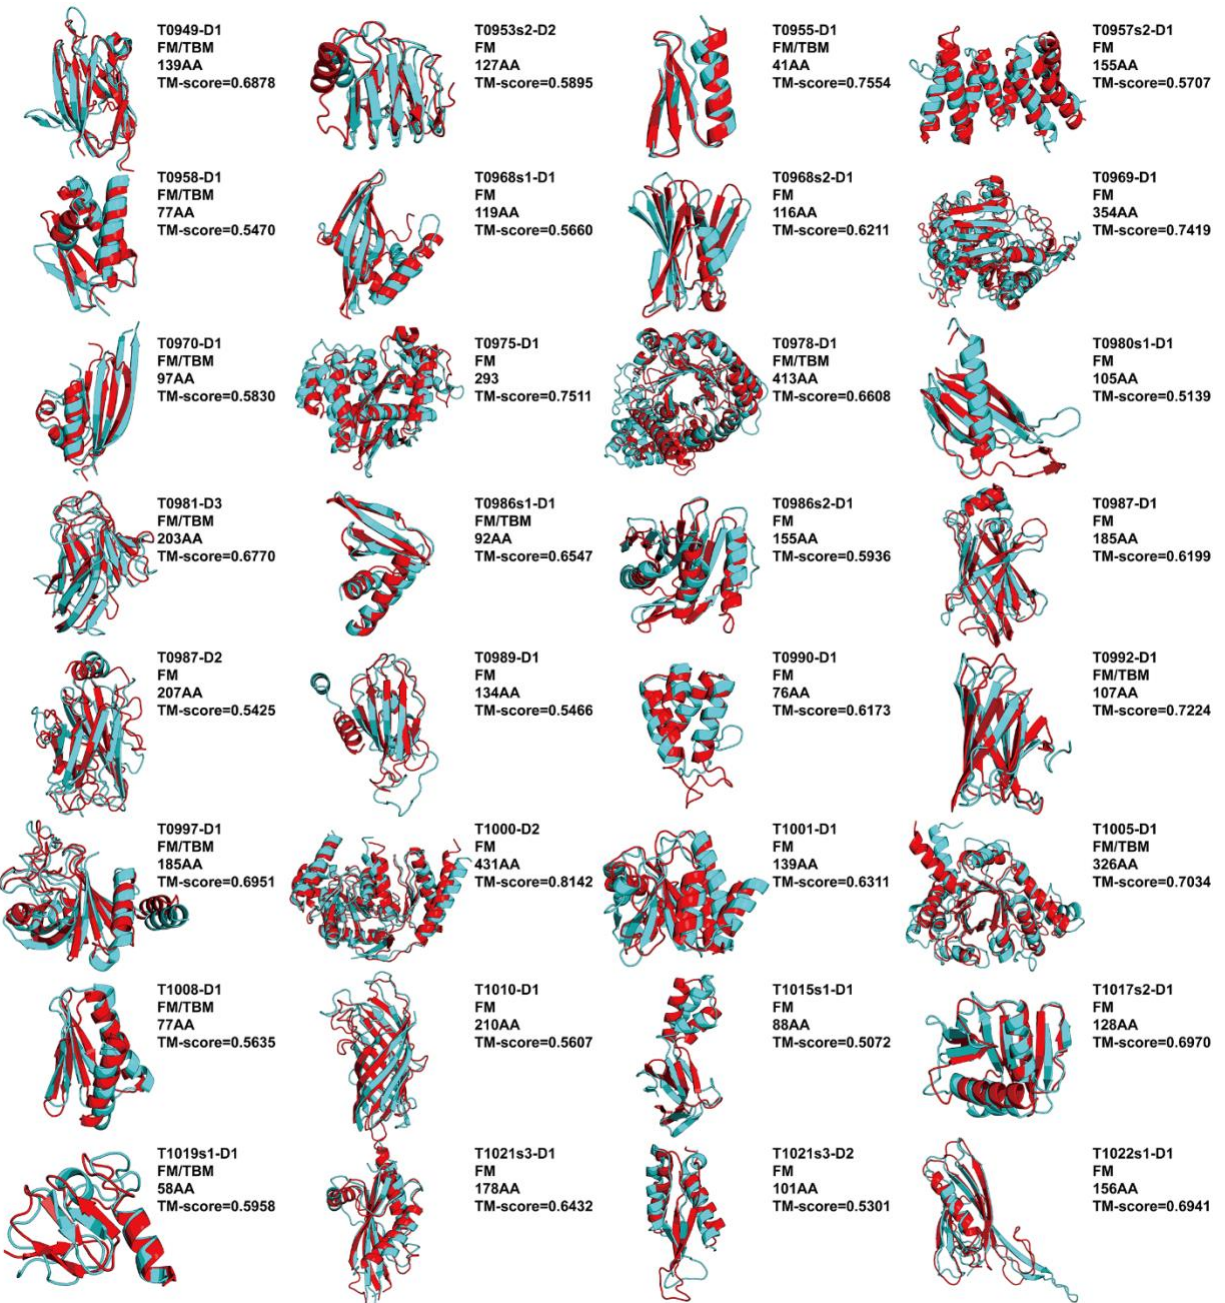 T0949-D1
FM/TBM
139AA
TM-score=0.6878
T0953s2-D2
FM
127AA
TM-score=0.5895
T0955-D1
FM/TBM
41AA
TM-score=0.7554
T0957s2-D1
FM
155AA
TM-score=0.5707
T0958-D1
FM/TBM
77AA
TM-score=0.5470
T0968s1-D1
FM
119AA
TM-score=0.5660
T0968s2-D1
FM
116AA
TM-score=0.6211
T0969-D1
FM
354AA
TM-score=0.7419
T0970-D1
FM/TBM
97AA
TM-score=0.5830
T0975-D1
FM
293
TM-score=0.7511
T0978-D1
FM/TBM
413AA
TM-score=0.6608
T0980s1-D1
FM
105AA
TM-score=0.5139
T0981-D3
FM/TBM
203AA
TM-score=0.6770
T0986s1-D1
FM/TBM
92AA
TM-score=0.6547
T0986s2-D1
FM
155AA
TM-score=0.5936
T0987-D1
FM
185AA
TM-score=0.6199
T0987-D2
FM
207AA
TM-score=0.5425
T0989-D1
FM
134AA
TM-score=0.5466
T0990-D1
FM
76AA
TM-score=0.6173
T0992-D1
FM/TBM
107AA
TM-score=0.7224
T0997-D1
FM/TBM
185AA
TM-score=0.6951
T1000-D2
FM
431AA
TM-score=0.8142
T1001-D1
FM
139AA
TM-score=0.6311
T1005-D1
FM/TBM
326AA
TM-score=0.7034
T1008-D1
FM/TBM
77AA
TM-score=0.5635
T1010-D1
FM
210AA
TM-score=0.5607
T1015s1-D1
FM
88AA
TM-score=0.5072
T1017s2-D1
FM
128AA
TM-score=0.6970
T1019s1-D1
FM/TBM
58AA
TM-score=0.5958
T1021s3-D1
FM
178AA
TM-score=0.6432
T1021s3-D2
FM
101AA
TM-score=0.5301
T1022s1-D1
FM
156AA
TM-score=0.6941